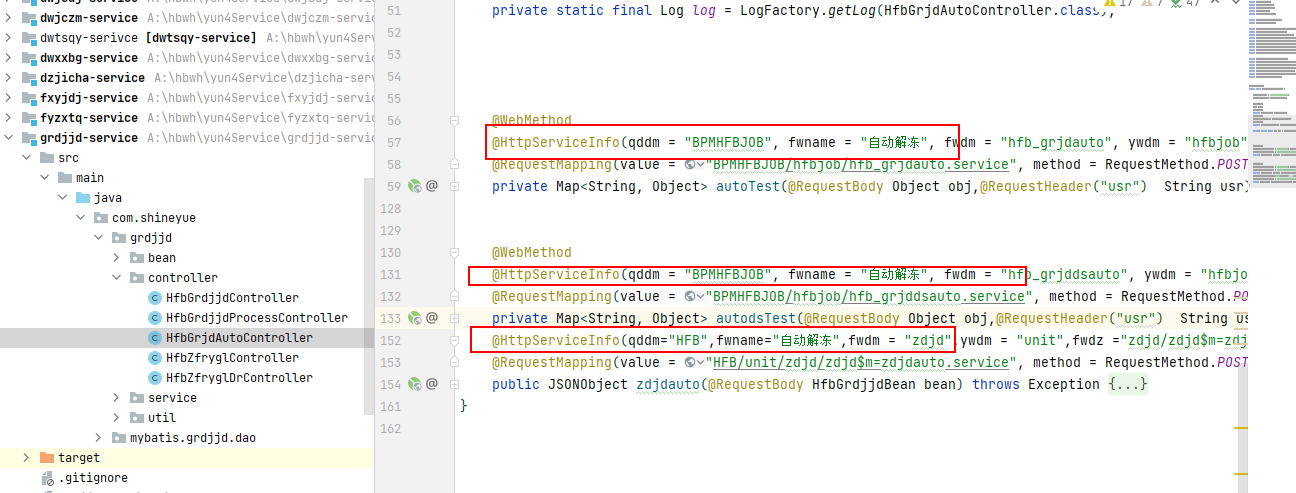 dwjczm-service A:\hbwh\yun4Service\dwjczm-servic
dwtsqy-serivce [dwtsqy-service] A:\hbwh\yun4Se
dwxxbg-service A:\hbwh\yun4Service\dwxxbg-servi
dzjicha-service A:\hbwh\yun4Service\dzjicha-serv
fxyjdj-service A:\hbwh\yun4Service\fxyjdj-servic
fyzxtq-service A:\hbwh\yun4Service\fyzxtq-servic
grdjjd-service A:\hbwh\yun4Service\grdjjd-servic
src
main
java
com.shineyue
grdjjd
bean
controller
HfbGrdjjdController
HfbGrdjjdProcessController
HfbGrjdAutoController
HfbZfryglController
HfbZfryglDrController
service
util
mybatis.grdjjd.dao
target
.gitignore
51 private static final Log log = LogFactory.getLog(HfbGrjdAutoController.class);
52
53
54
55
56 @WebMethod
57 @HttpServiceInfo(qddm = "BPMHFBJOB", fwname = "自动解冻", fwdm = "hfb_grjdauto", ywdm = "hfbjob"
58 @RequestMapping(value = "BPMHFBJOB/hfbjob/hfb_grjdauto.service", method = RequestMethod.POST
59 private Map<String, Object> autoTest(@RequestBody Object obj,@RequestHeader("usr") String usr)
128
129
130 @WebMethod
131 @HttpServiceInfo(qddm = "BPMHFBJOB", fwname = "自动解冻", fwdm = "hfb_grjddsauto", ywdm = "hfbjo
132 @RequestMapping(value = "BPMHFBJOB/hfbjob/hfb_grjddsauto.service", method = RequestMethod.PO
133 private Map<String, Object> autodsTest(@RequestBody Object obj,@RequestHeader("usr") String us
152 @HttpServiceInfo(qddm="HFB",fwname="自动解冻",fwdm = "zdjd",ywdm = "unit",fwdz ="zdjd/zdjd$m=zdj
153 @RequestMapping(value = "HFB/unit/zdjd/zdjd$m=zdjdauto.service", method = RequestMethod.POST
154 public JSONObject zdjdauto(@RequestBody HfbGrdjjdBean bean) throws Exception {...}
161 }
162
17 7 47